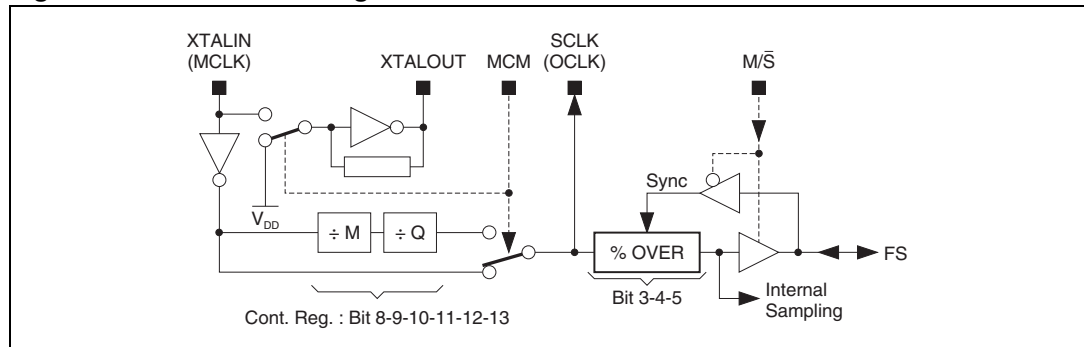 XTALIN
(MCLK)
XTALOUT
MCM
SCLK
(OCLK)
M/S̅
Sync
V_DD
÷ M
÷ Q
% OVER
FS
Bit 3-4-5
Internal
Sampling
Cont. Reg. : Bit 8-9-10-11-12-13